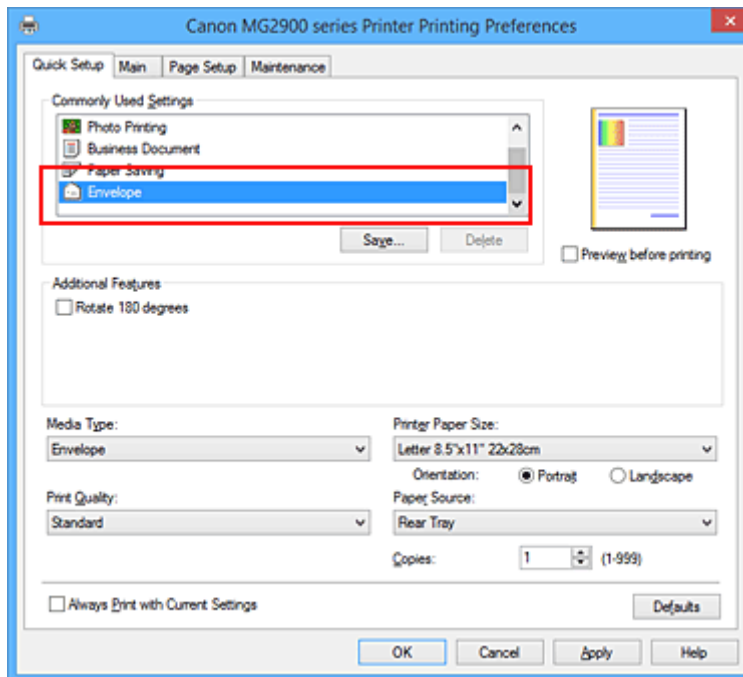 Canon MG2900 series Printer Printing Preferences
Quick Setup Main Page Setup Maintenance
Commonly Used Settings
Photo Printing
Business Document
Paper Saving
Envelope
Save... Delete
Preview before printing
Additional Features
Rotate 180 degrees
Media Type: Printer Paper Size:
Envelope Letter 8.5"x11" 22x28cm
Orientation: Portrait Landscape
Print Quality: Paper Source:
Standard Rear Tray
Copies: 1 (1-999)
Always Print with Current Settings Defaults
OK Cancel Apply Help